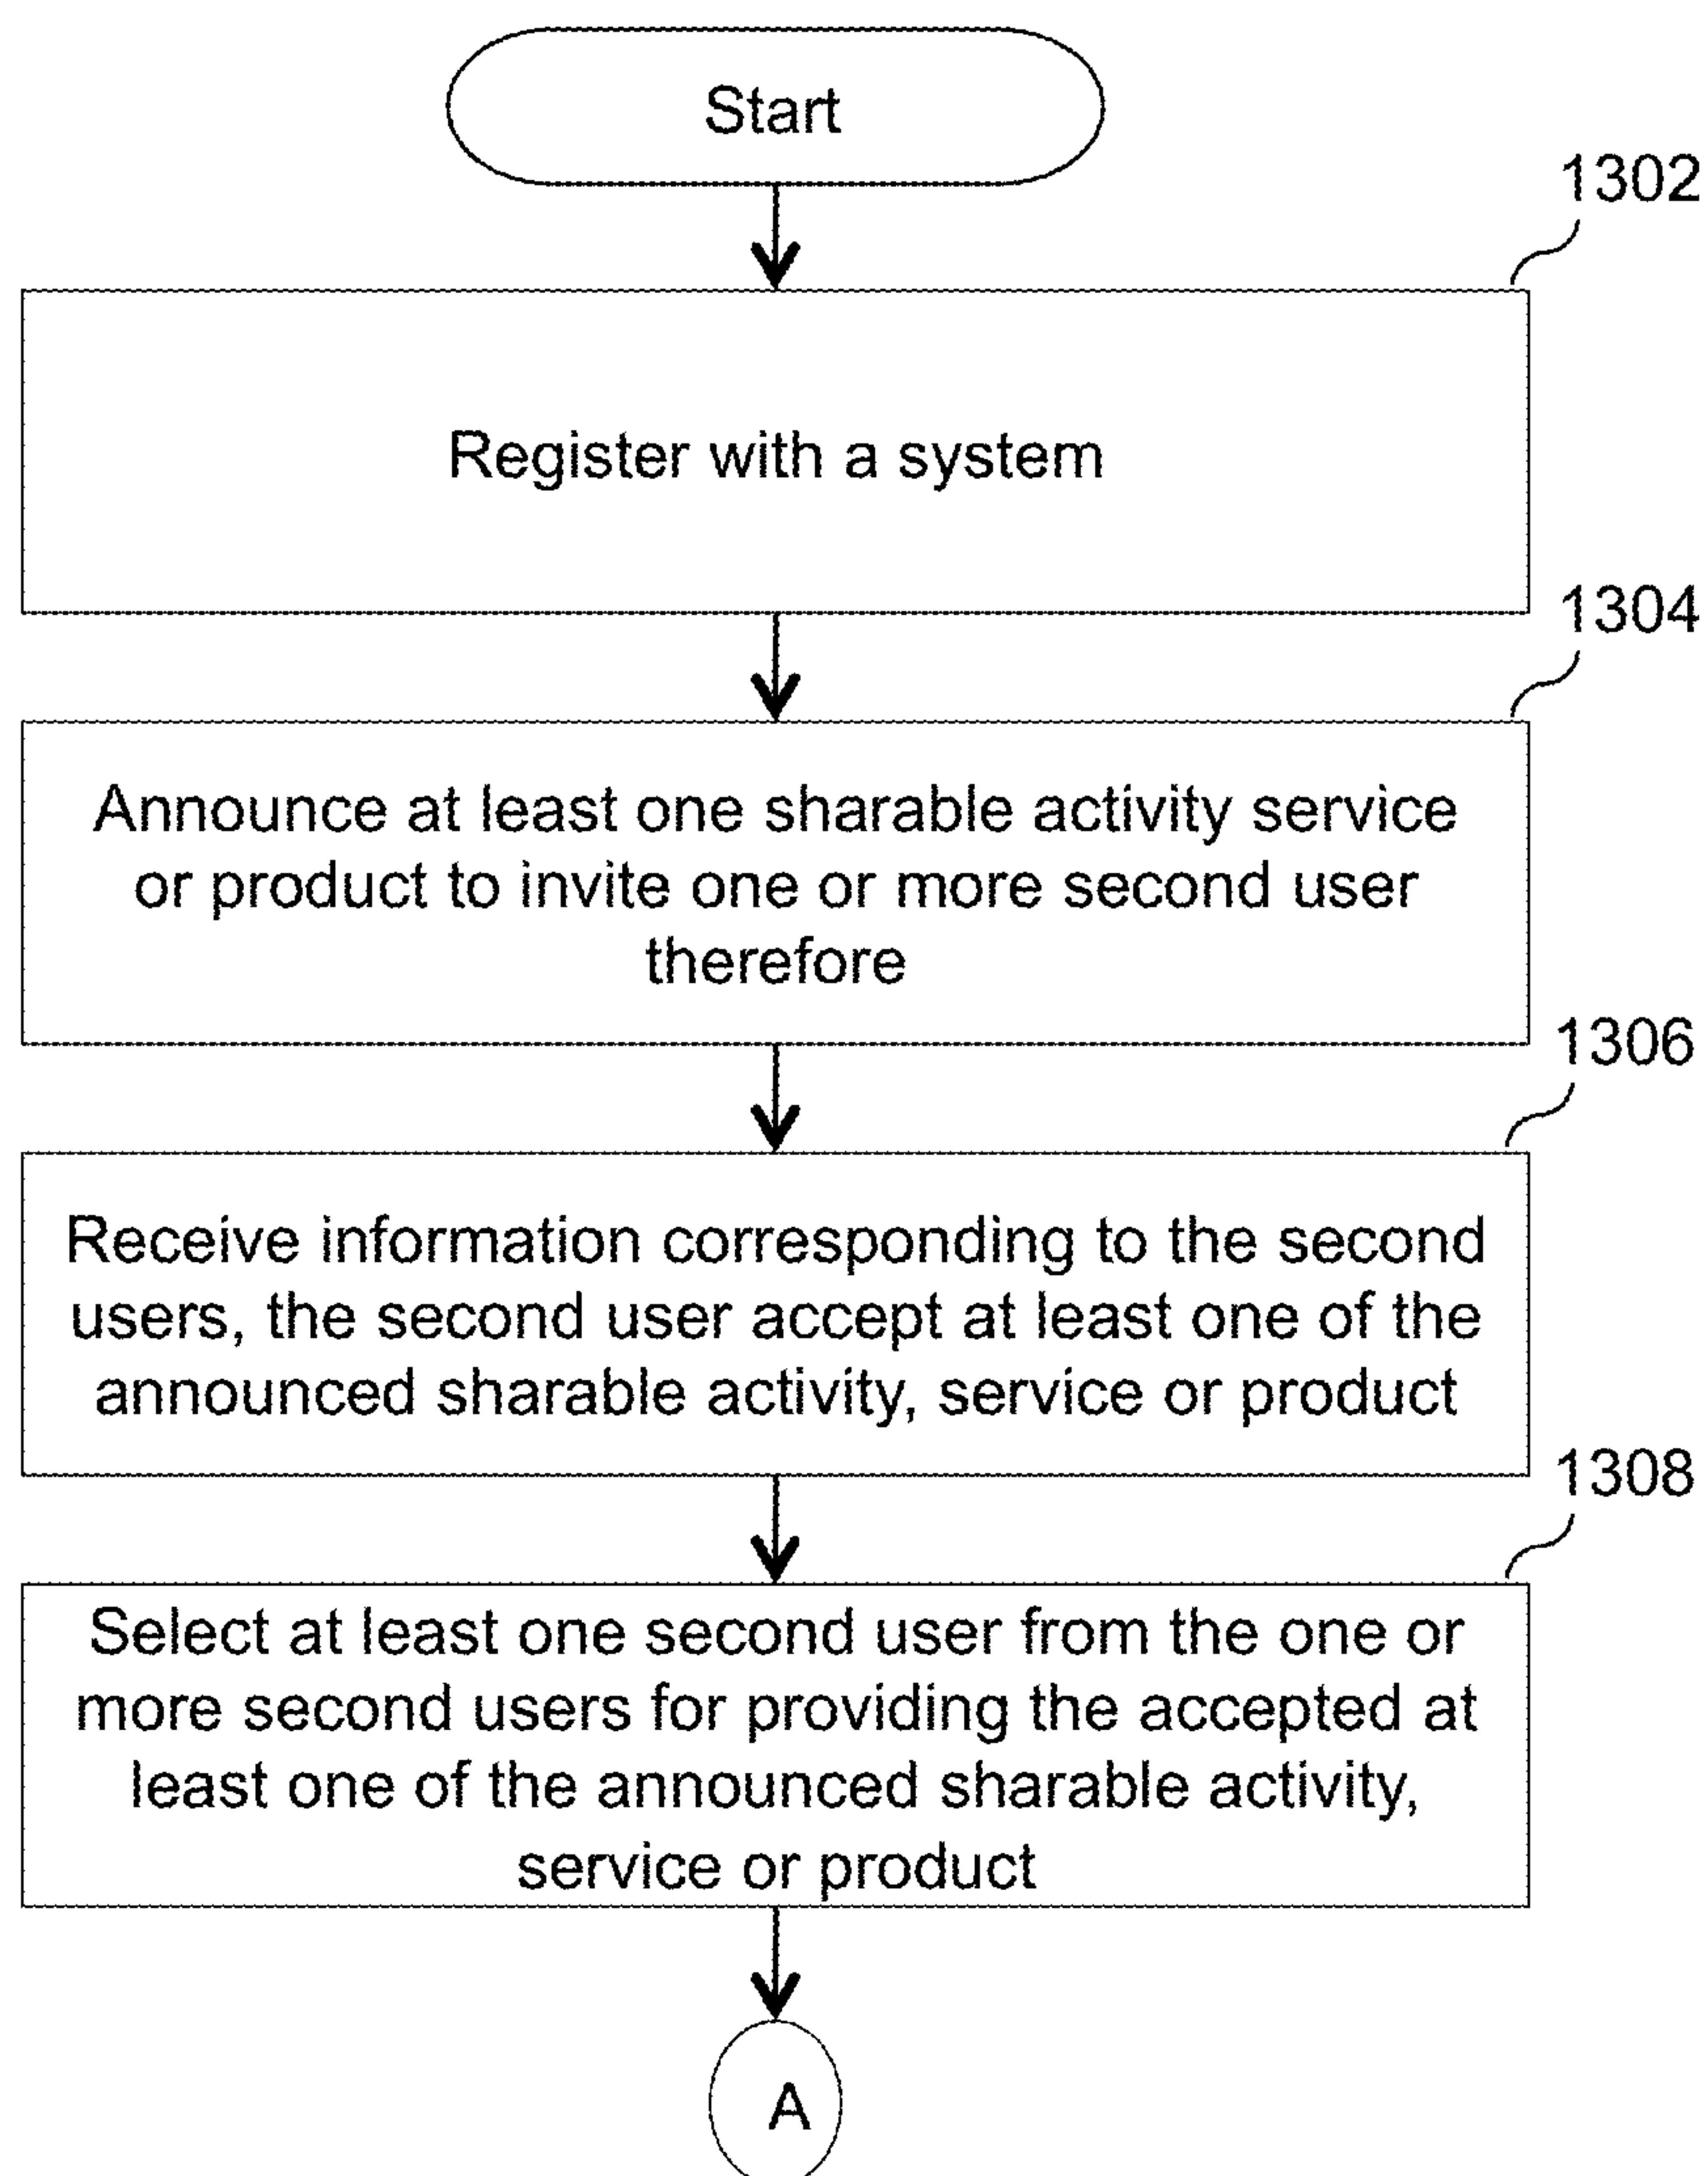 Start
1302
Register with a system
1304
Announce at least one sharable activity service
or product to invite one or more second user
therefore
1306
Receive information corresponding to the second
users, the second user accept at least one of the
announced sharable activity, service or product
1308
Select at least one second user from the one or
more second users for providing the accepted at
least one of the announced sharable activity,
service or product
A